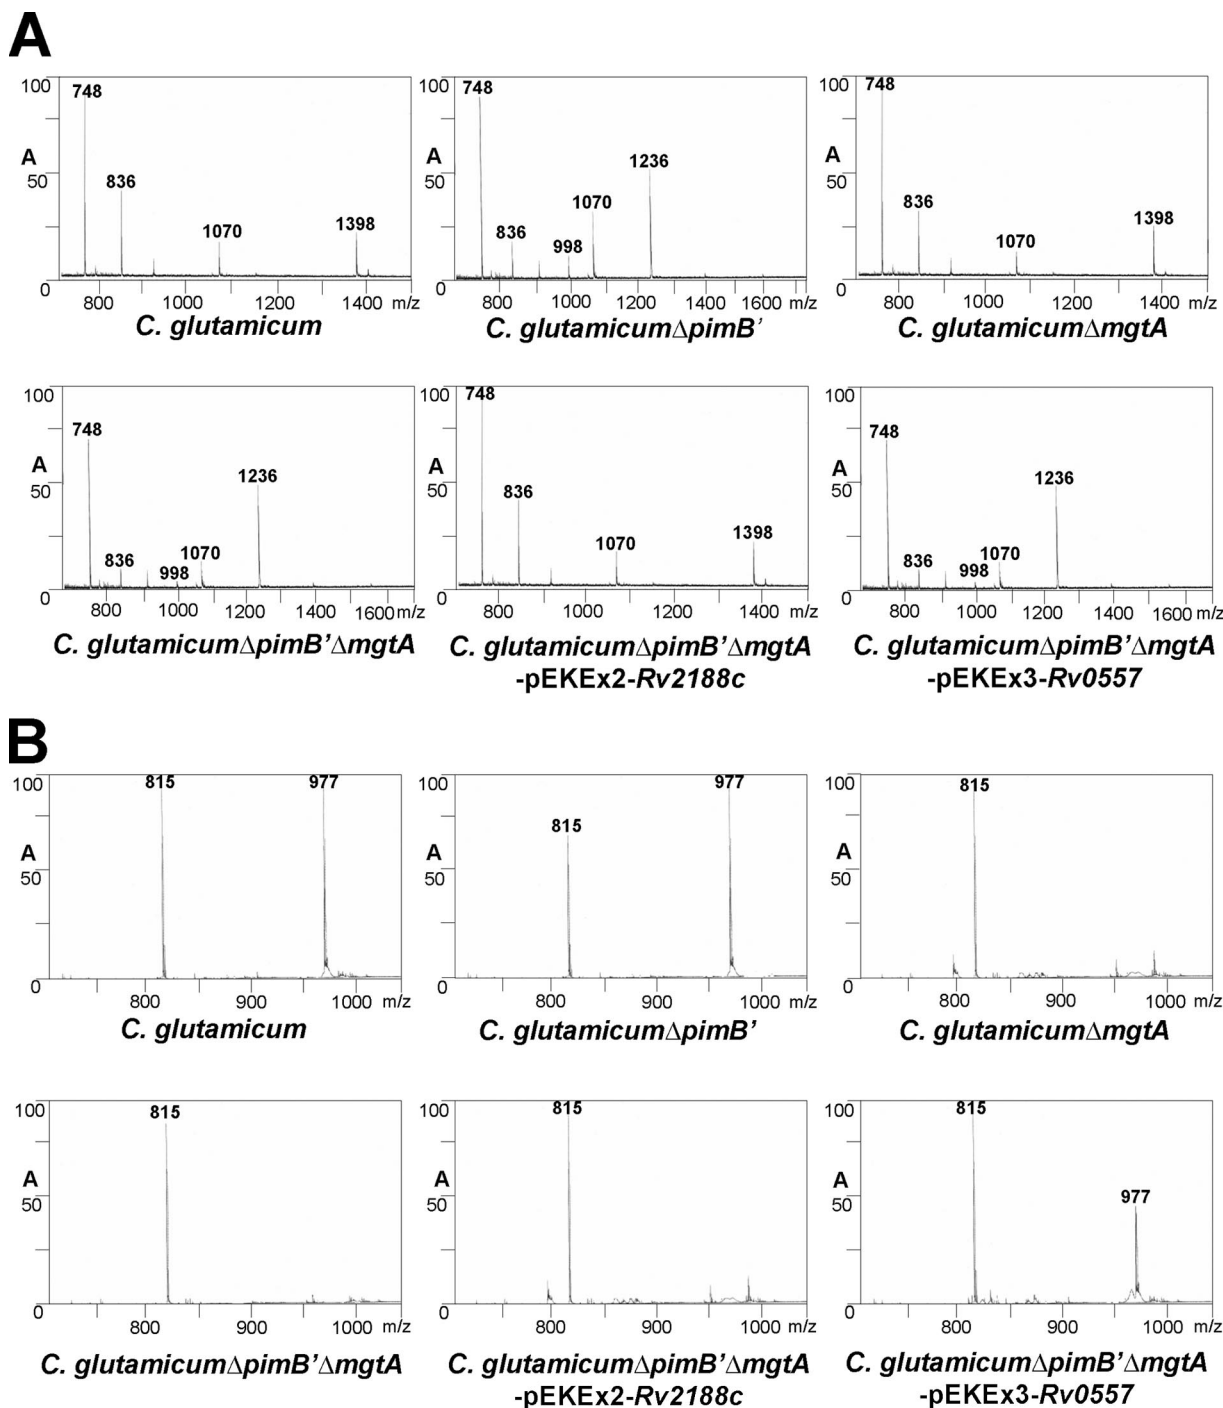 A
100 748 A 50 836 1070 1398 0 800 1000 1200 1400 m/z
C. glutamicum
100 748 A 50 836 998 1070 1236 0 800 1000 1200 1400 1600 m/z
C. glutamicumΔpimB'
100 748 A 50 836 1070 1398 0 800 1000 1200 1400 m/z
C. glutamicumΔmgtA
100 748 A 50 836 998 1070 1236 0 800 1000 1200 1400 1600 m/z
C. glutamicumΔpimB'ΔmgtA
100 748 A 50 836 1070 1398 0 800 1000 1200 1400 m/z
C. glutamicumΔpimB'ΔmgtA
-pEKEx2-Rv2188c
100 748 A 50 836 998 1070 1236 0 800 1000 1200 1400 1600 m/z
C. glutamicumΔpimB'ΔmgtA
-pEKEx3-Rv0557
B
100 815 977 A 50 0 800 900 1000 m/z
C. glutamicum
100 815 977 A 50 0 800 900 1000 m/z
C. glutamicumΔpimB'
100 815 A 50 0 800 900 1000 m/z
C. glutamicumΔmgtA
100 815 A 50 0 800 900 1000 m/z
C. glutamicumΔpimB'ΔmgtA
100 815 A 50 0 800 900 1000 m/z
C. glutamicumΔpimB'ΔmgtA
-pEKEx2-Rv2188c
100 815 977 A 50 0 800 900 1000 m/z
C. glutamicumΔpimB'ΔmgtA
-pEKEx3-Rv0557